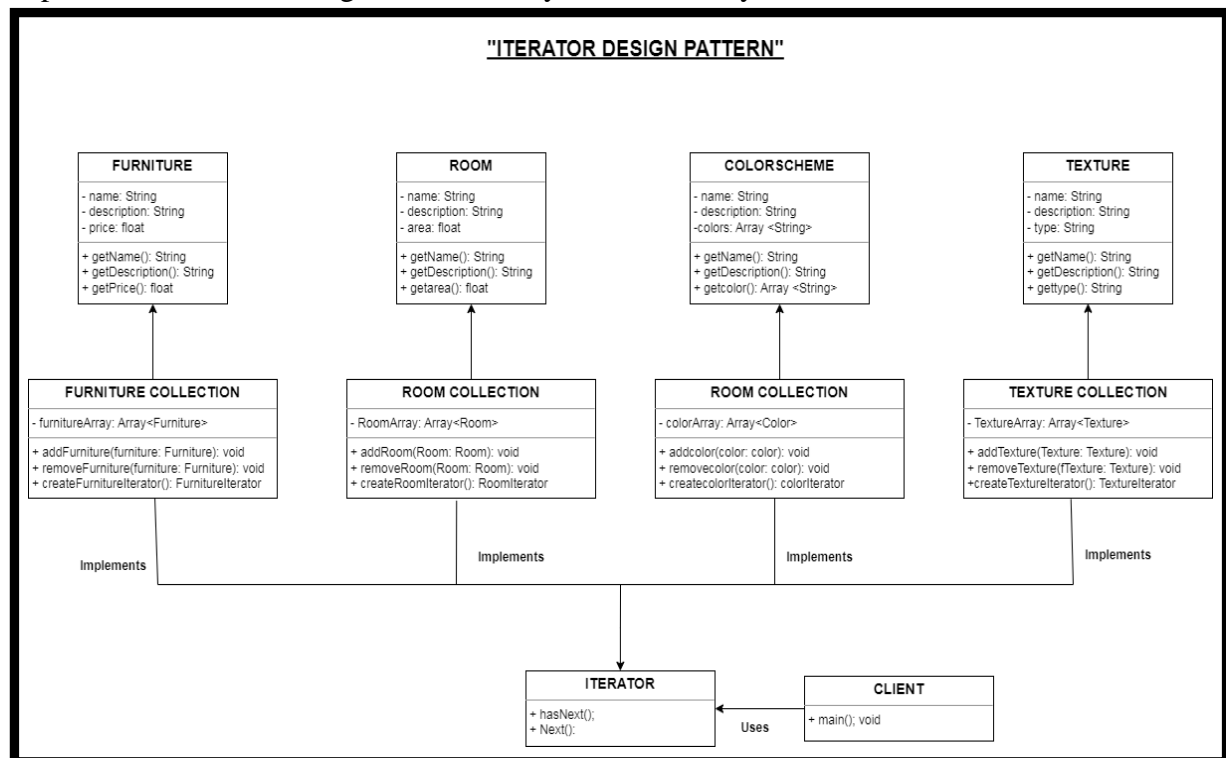 "ITERATOR DESIGN PATTERN"
FURNITURE
- name: String
- description: String
- price: float
+ getName(): String
+ getDescription(): String
+ getPrice(): float
ROOM
- name: String
- description: String
- area: float
+ getName(): String
+ getDescription(): String
+ getarea(): float
COLORSCHEME
- name: String
- description: String
-colors: Array <String>
+ getName(): String
+ getDescription(): String
+ getcolor(): Array <String>
TEXTURE
- name: String
- description: String
- type: String
+ getName(): String
+ getDescription(): String
+ gettype(): String
FURNITURE COLLECTION
- furnitureArray: Array<Furniture>
+ addFurniture(furniture: Furniture): void
+ removeFurniture(furniture: Furniture): void
+ createFurnitureIterator(): FurnitureIterator
ROOM COLLECTION
- RoomArray: Array<Room>
+ addRoom(Room: Room): void
+ removeRoom(Room: Room): void
+ createRoomIterator(): RoomIterator
ROOM COLLECTION
- colorArray: Array<Color>
+ addcolor(color: color): void
+ removecolor(color: color): void
+ createcolorIterator(): colorIterator
TEXTURE COLLECTION
- TextureArray: Array<Texture>
+ addTexture(Texture: Texture): void
+ removeTexture(fTexture: Texture): void
+createTextureIterator(): TextureIterator
Implements
Implements
Implements
Implements
ITERATOR
+ hasNext();
+ Next():
Uses
CLIENT
+ main(); void